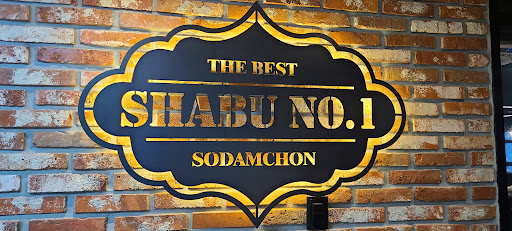 THE BEST
SHABU NO.1
SODAMCHON